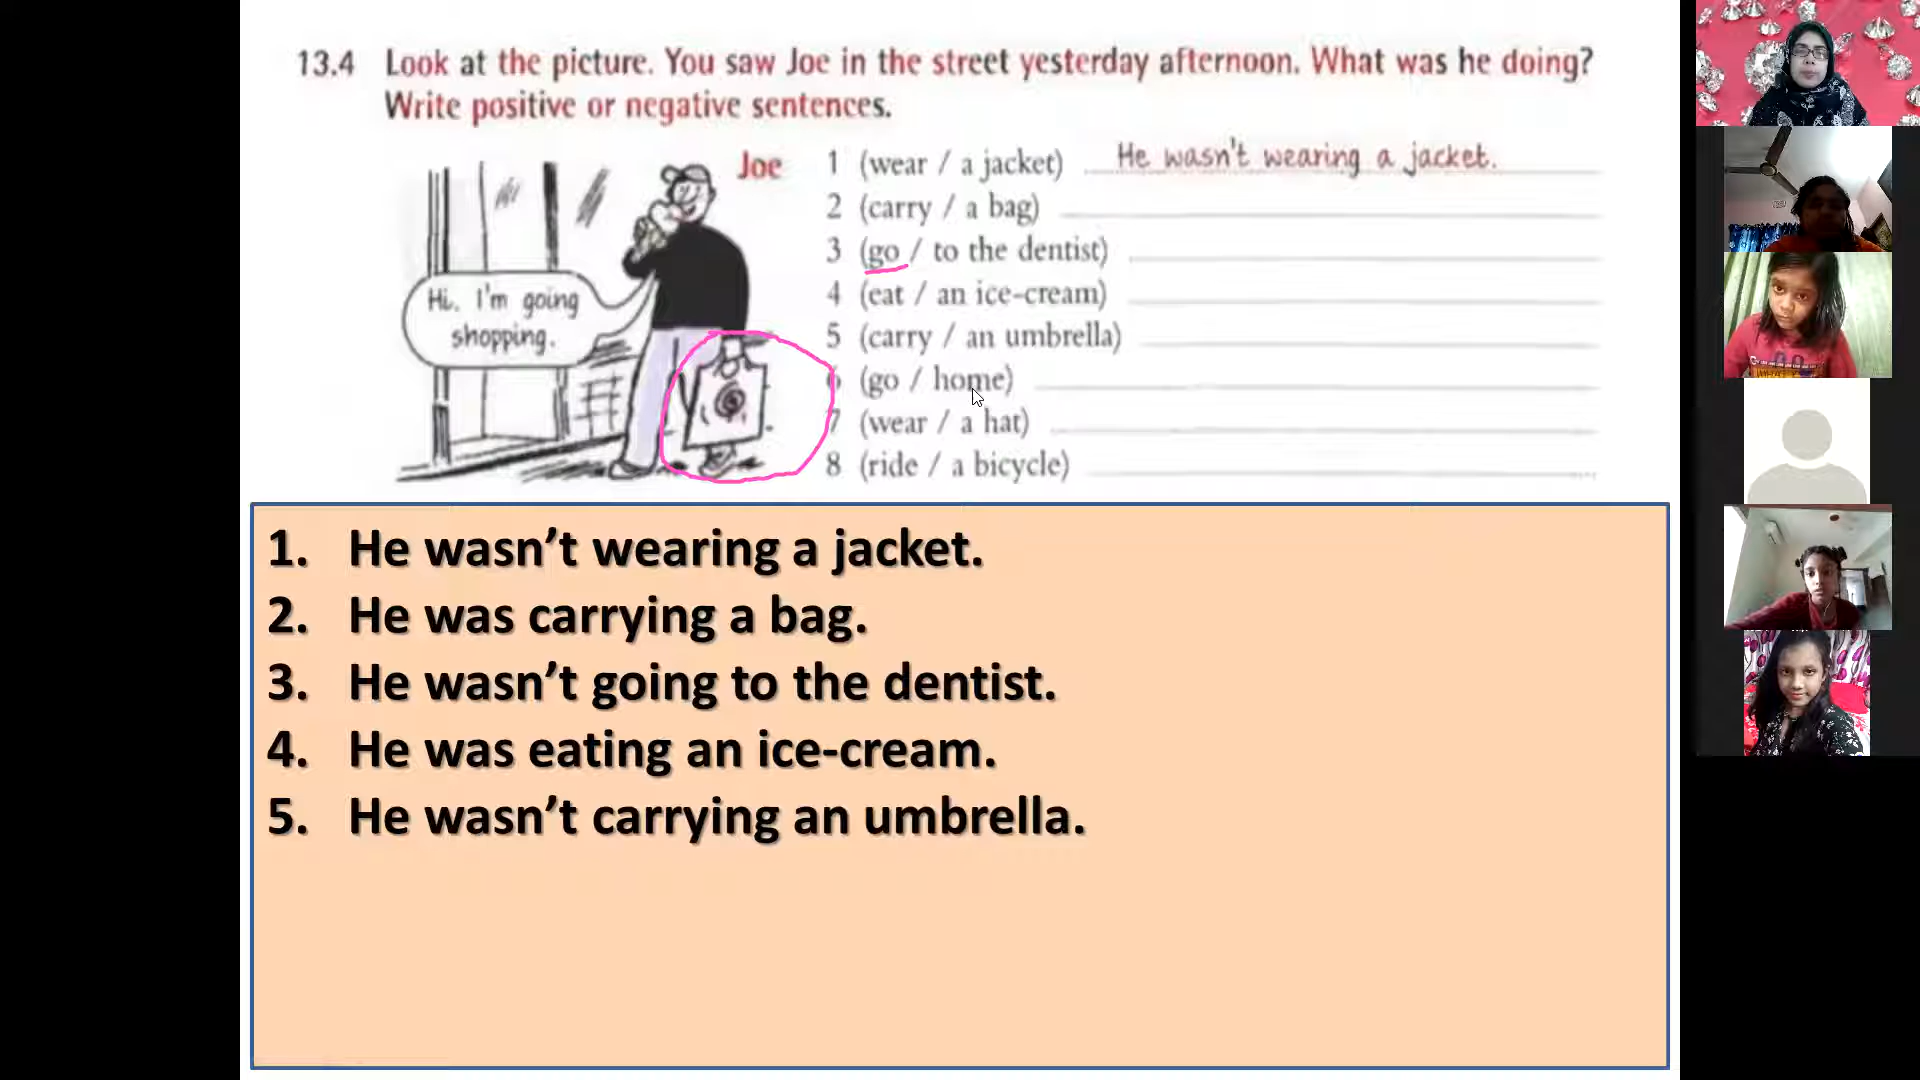 13.4 Look at the picture. You saw Joe in the street yesterday afternoon. What was he doing?
Write positive or negative sentences.
Joe
Hi. I'm going
shopping.
1 (wear / a jacket) He wasn't wearing a jacket.
2 (carry / a bag)
3 (go / to the dentist)
4 (eat / an ice-cream)
5 (carry / an umbrella)
6 (go / home)
7 (wear / a hat)
8 (ride / a bicycle)
1. He wasn’t wearing a jacket.
2. He was carrying a bag.
3. He wasn’t going to the dentist.
4. He was eating an ice-cream.
5. He wasn’t carrying an umbrella.